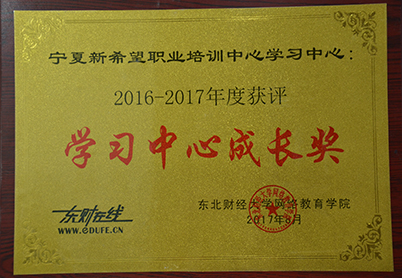 宁夏新希望职业培训中心学习中心：
2016-2017年度获评
学习中心成长奖
东财在线
WWW.eDUFE.CN
东北财经大学网络教育学院
2017年8月